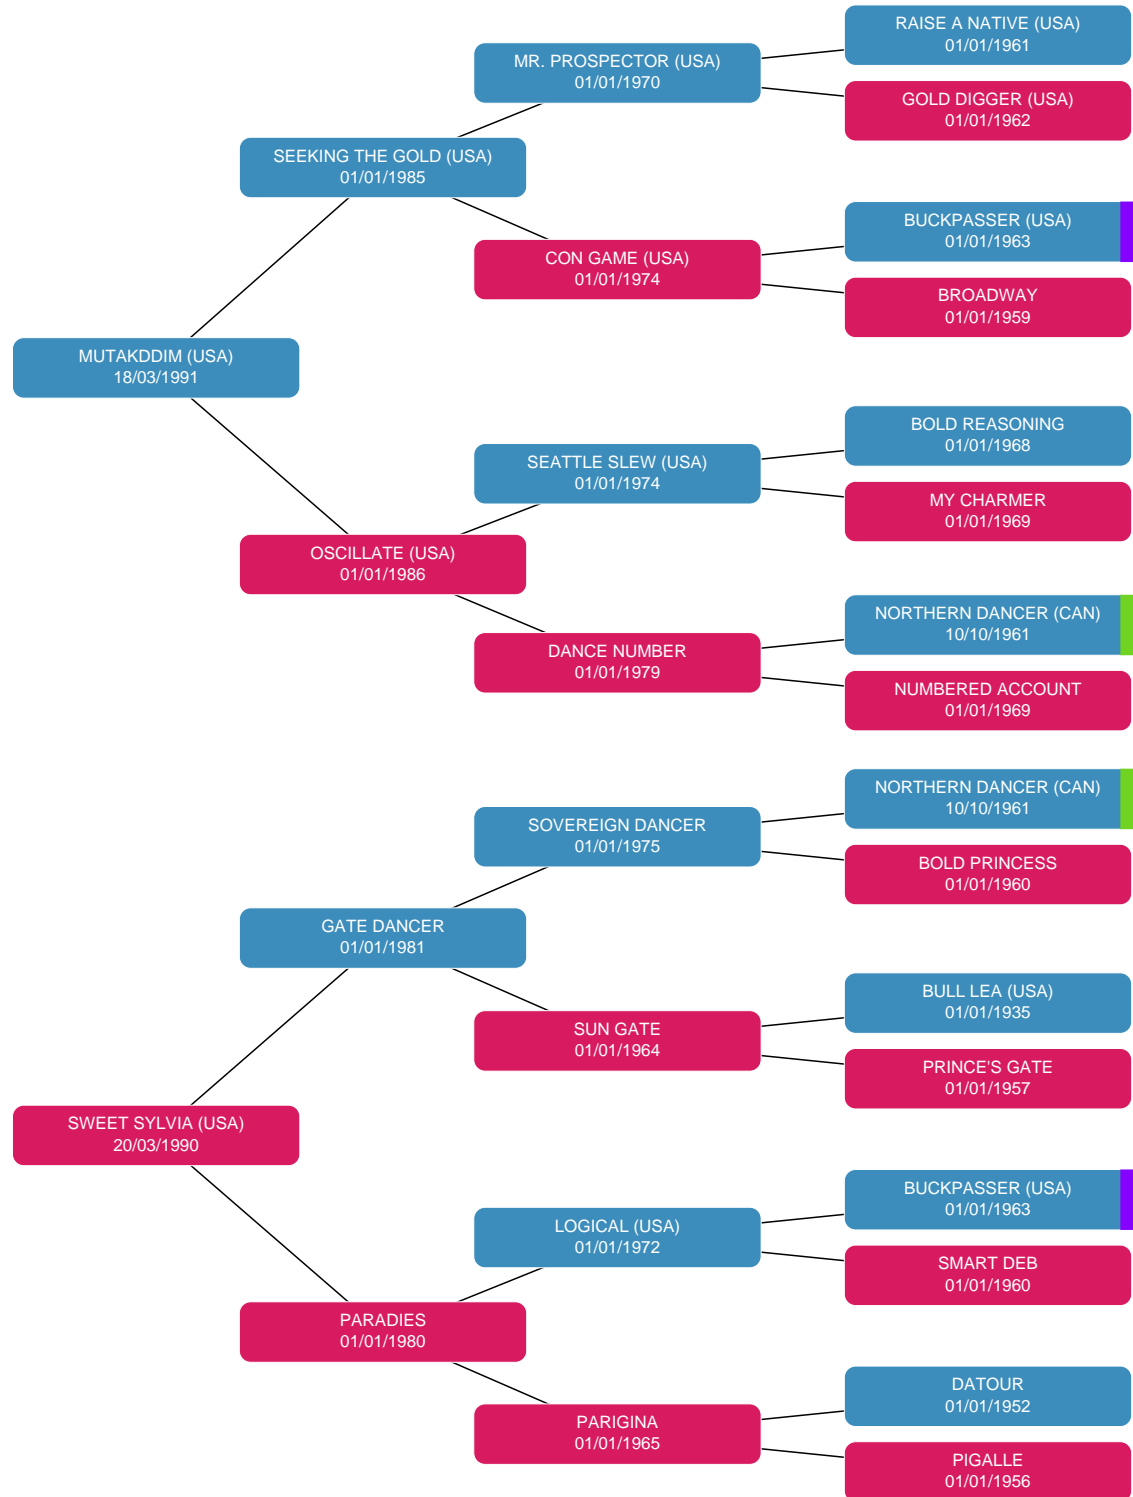 RAISE A NATIVE (USA)
01/01/1961
MR. PROSPECTOR (USA)
01/01/1970
GOLD DIGGER (USA)
01/01/1962
SEEKING THE GOLD (USA)
01/01/1985
BUCKPASSER (USA)
01/01/1963
CON GAME (USA)
01/01/1974
BROADWAY
01/01/1959
MUTAKDDIM (USA)
18/03/1991
BOLD REASONING
01/01/1968
SEATTLE SLEW (USA)
01/01/1974
MY CHARMER
01/01/1969
OSCILLATE (USA)
01/01/1986
NORTHERN DANCER (CAN)
10/10/1961
DANCE NUMBER
01/01/1979
NUMBERED ACCOUNT
01/01/1969
NORTHERN DANCER (CAN)
10/10/1961
SOVEREIGN DANCER
01/01/1975
BOLD PRINCESS
01/01/1960
GATE DANCER
01/01/1981
BULL LEA (USA)
01/01/1935
SUN GATE
01/01/1964
PRINCE'S GATE
01/01/1957
SWEET SYLVIA (USA)
20/03/1990
BUCKPASSER (USA)
01/01/1963
LOGICAL (USA)
01/01/1972
SMART DEB
01/01/1960
PARADIES
01/01/1980
DATOUR
01/01/1952
PARIGINA
01/01/1965
PIGALLE
01/01/1956